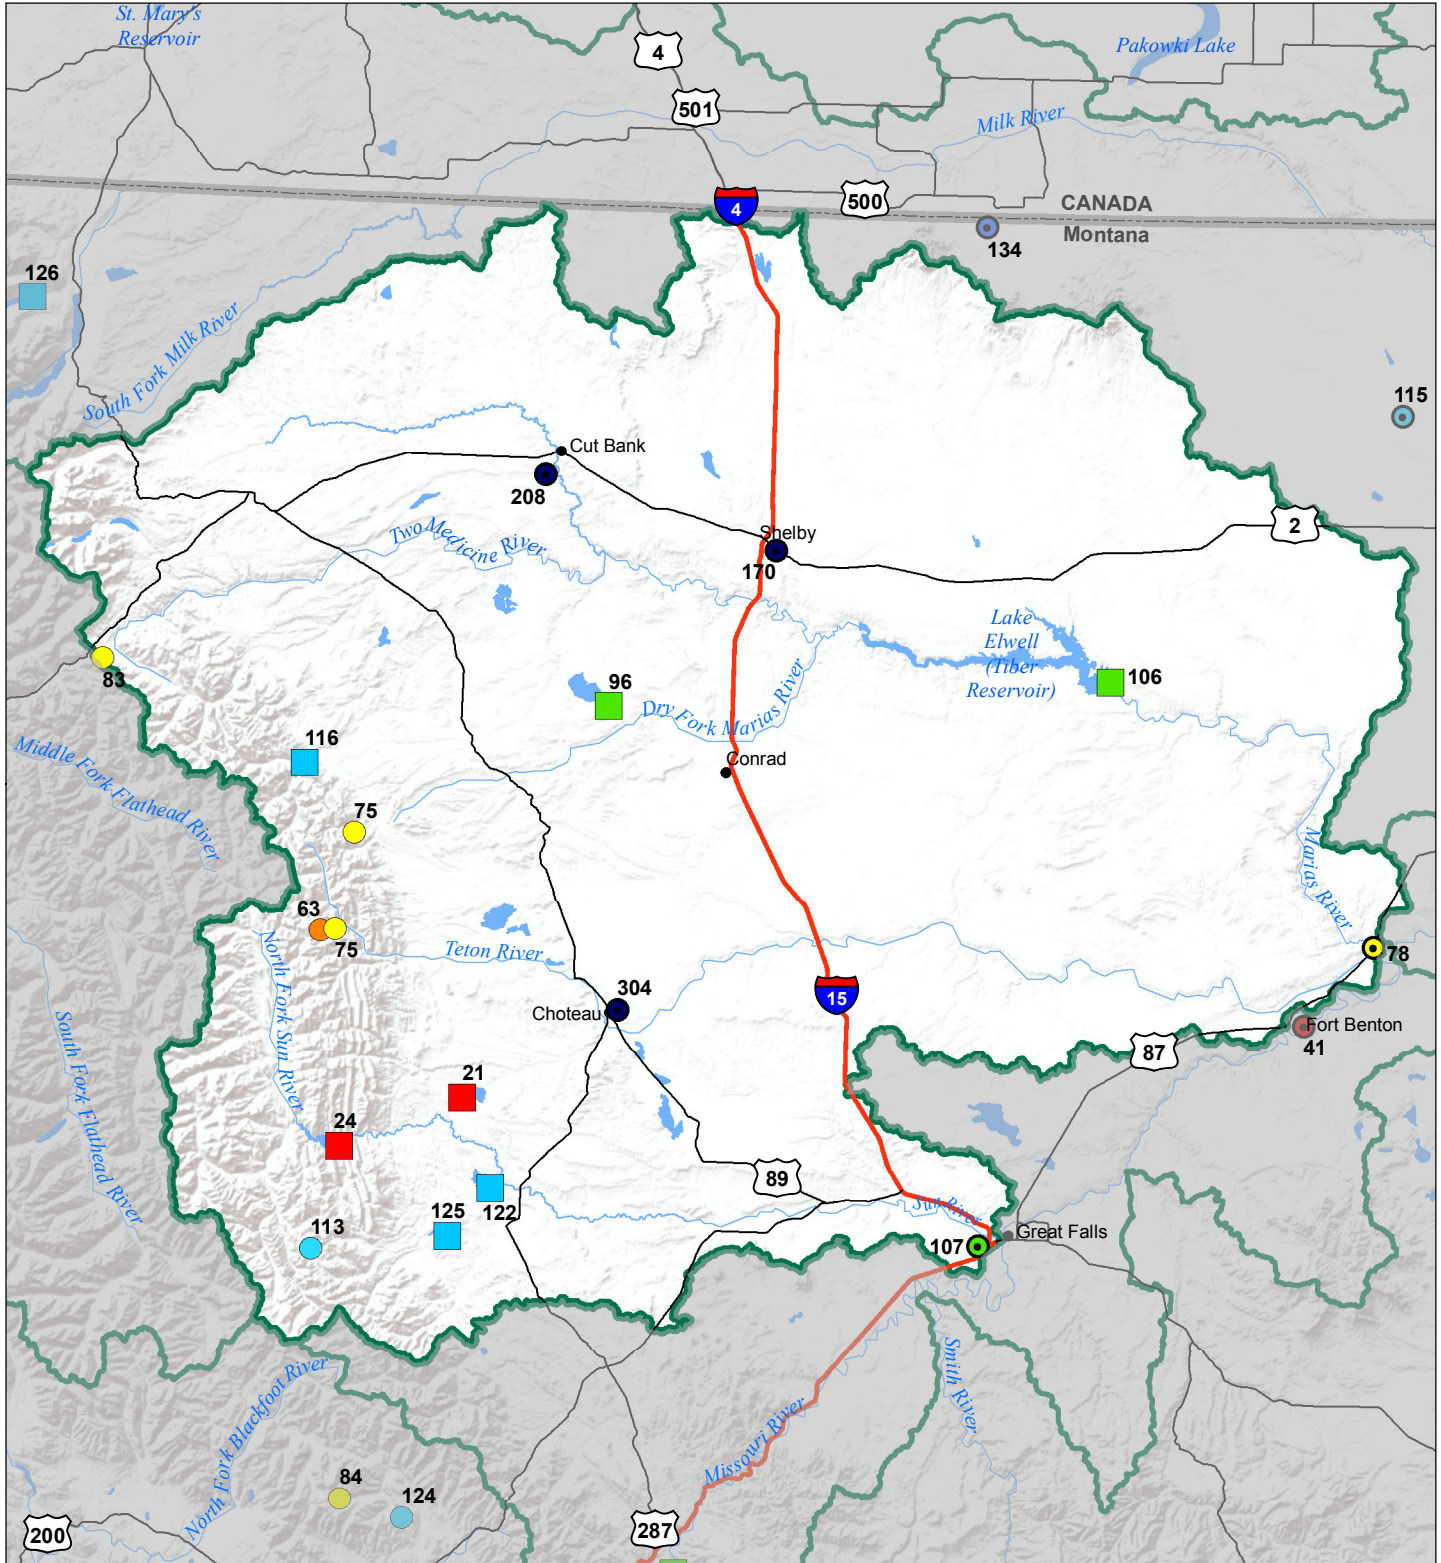 St. Mary's
Reservoir
4
Pakowki Lake
501
Milk River
4
500
CANADA
Montana
134
126
South Fork Milk River
115
Cut Bank
208
Two Medicine River
Shelby
170
2
Lake
Elwell
(Tiber
Reservoir)
83
96
106
Dry Fork Marias River
116
Middle Fork Flathead River
Conrad
75
Marias River
63
75
North Fork Sun River
Teton River
78
304
Choteau
15
Fort Benton
41
87
South Fork Flathead River
21
24
89
122
125
113
Sun River
107
Great Falls
North Fork Blackfoot River
Smith River
Missouri River
84
124
200
287